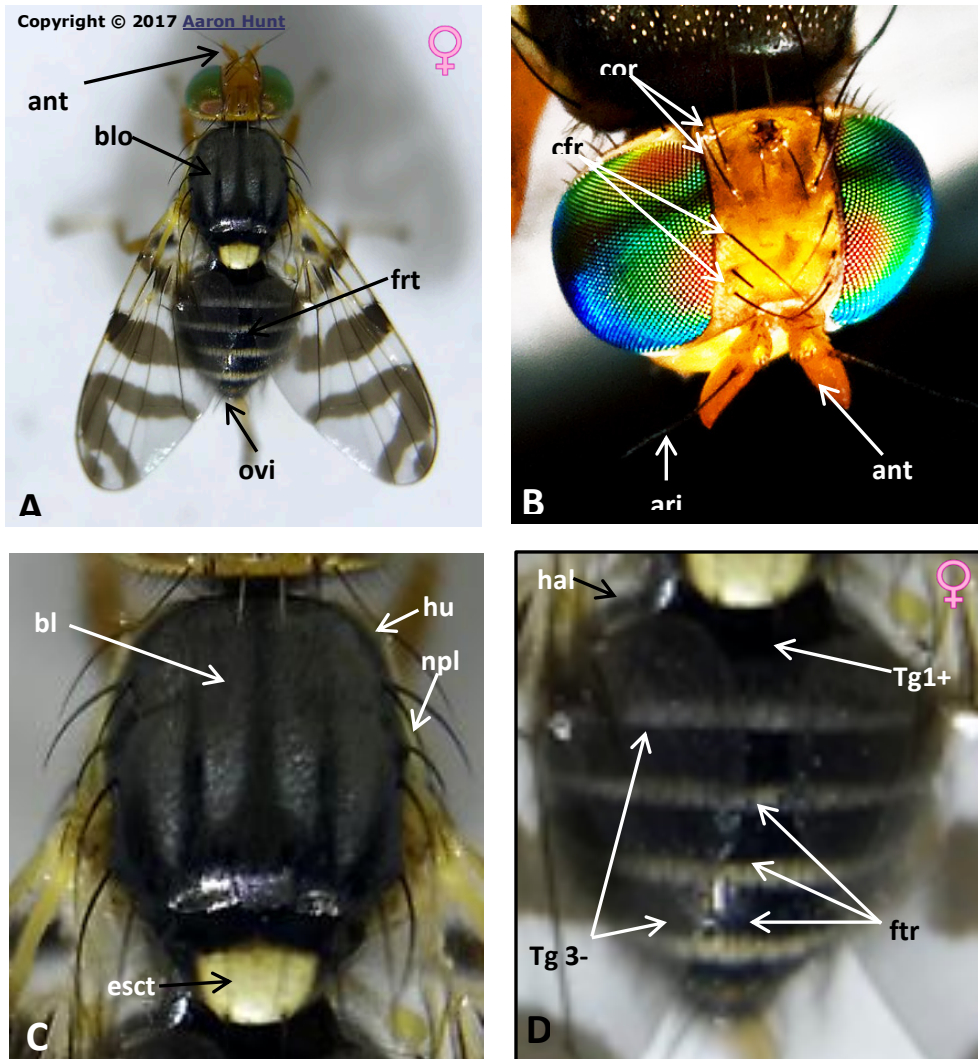 Copyright © 2017 Aaron Hunt
♀
ant
blo
frt
ovi
A
cor
cfr
ant
ari
B
bl
hu
npl
esct
C
hal
♀
Tg1+
Tg 3-
ftr
D